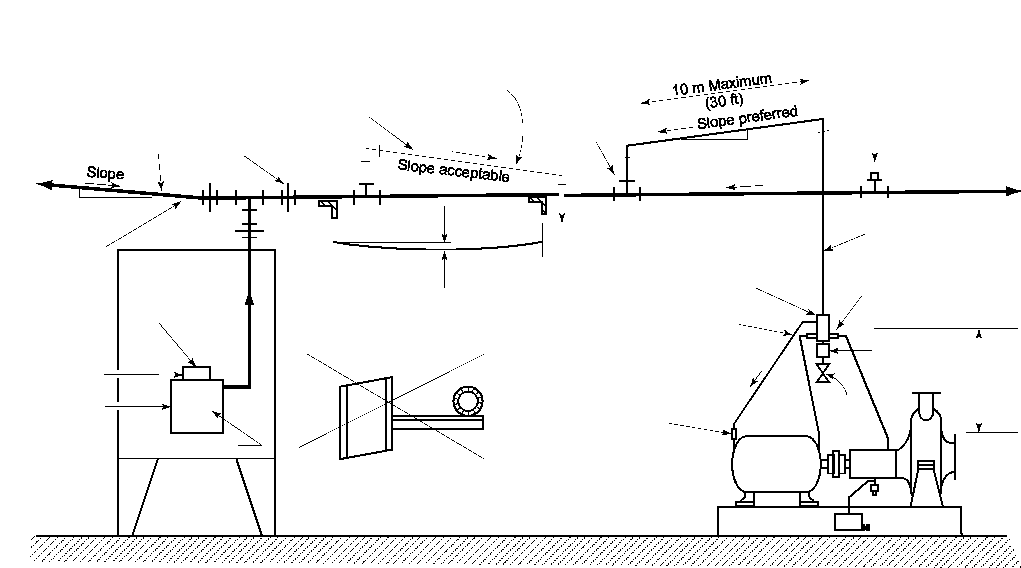 10 m Maximum
(30 ft)
Slope preferred
Slope acceptable
Slope